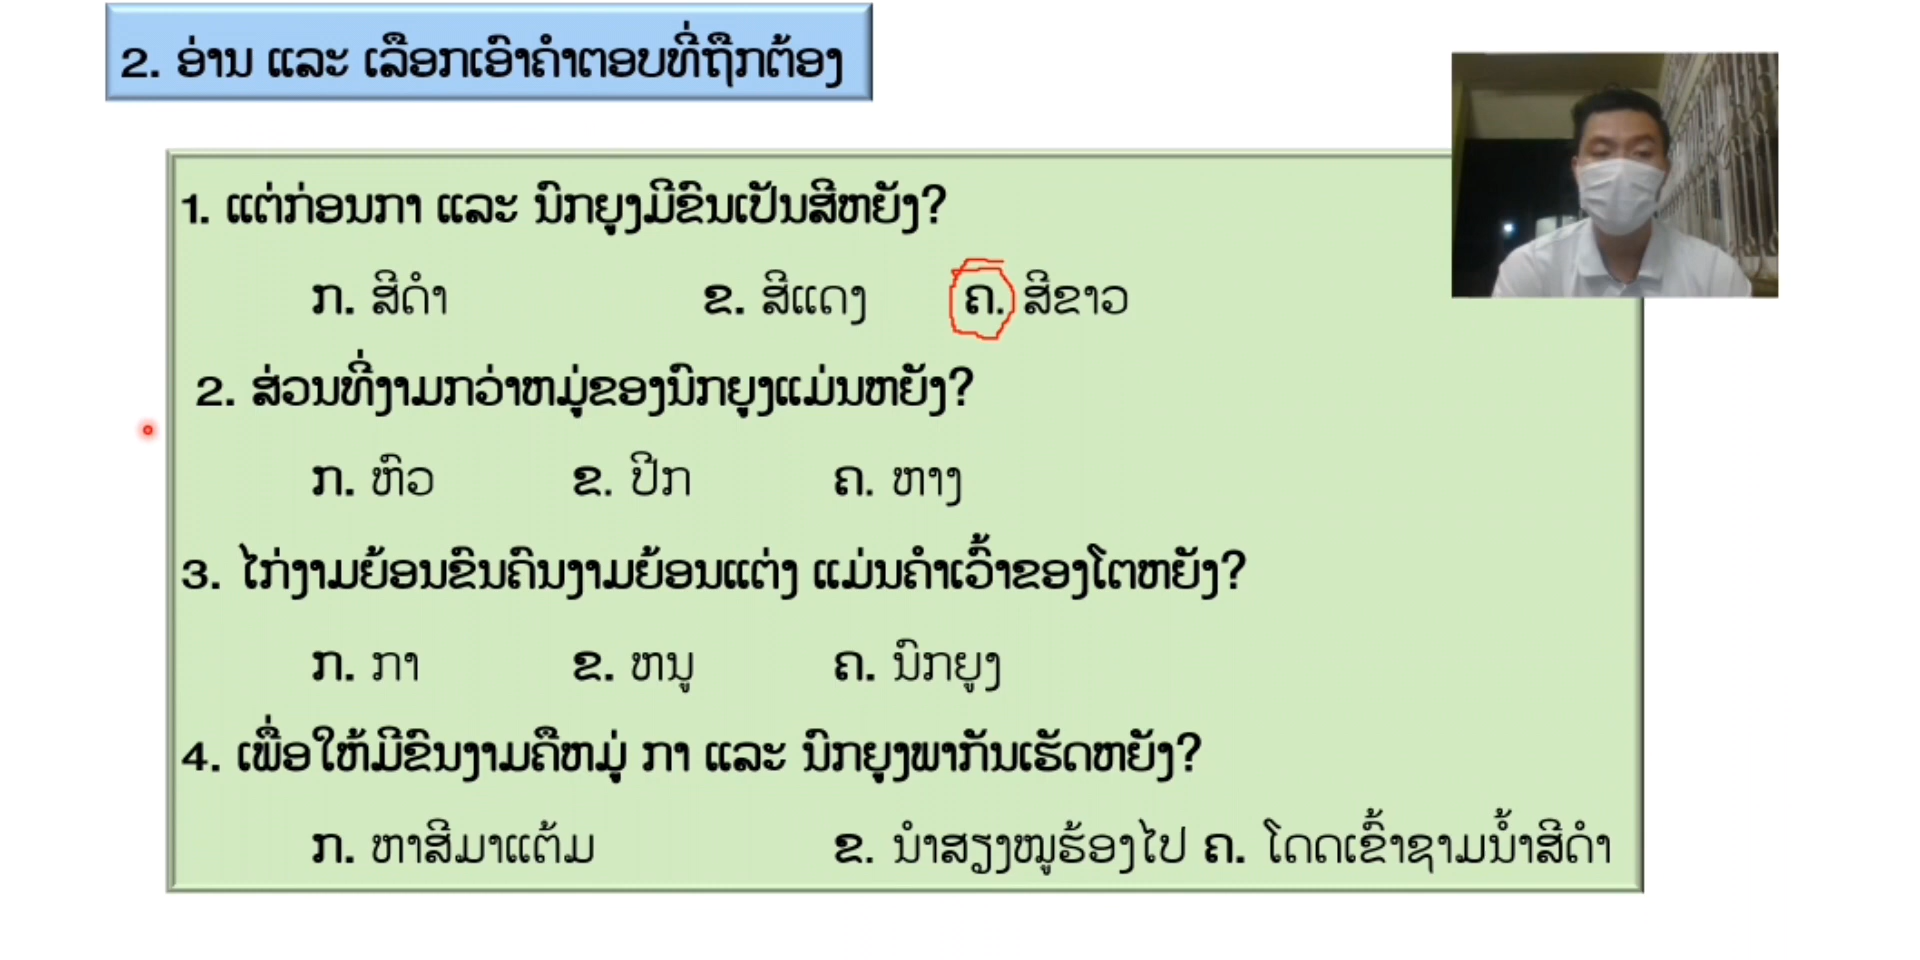 2. ອ່ານ ແລະ ເລືອກເອົາຄຳຕອບທີ່ຖືກຕ້ອງ
1. ແຕ່ກ່ອນກາ ແລະ ນົກຍູງມີຂົນເປັນສີຫຍັງ?
ກ. ສີດຳ ຂ. ສີແດງ ຄ. ສີຂາວ
2. ສ່ວນທີ່ງາມກວ່າຫມູ່ຂອງນົກຍູງແມ່ນຫຍັງ?
ກ. ຫົວ ຂ. ປີກ ຄ. ຫາງ
3. ໄກ່ງາມຍ້ອນຂົນຄົນງາມຍ້ອນແຕ່ງ ແມ່ນຄຳເວົ້າຂອງໂຕຫຍັງ?
ກ. ກາ ຂ. ຫນູ ຄ. ນົກຍູງ
4. ເພື່ອໃຫ້ມີຂົນງາມຄືຫມູ່ ກາ ແລະ ນົກຍູງພາກັນເຮັດຫຍັງ?
ກ. ຫາສີມາແຕ້ມ ຂ. ນຳສຽງໜູຮ້ອງໄປ ຄ. ໂດດເຂົ້າຊາມນ້ຳສີດຳ